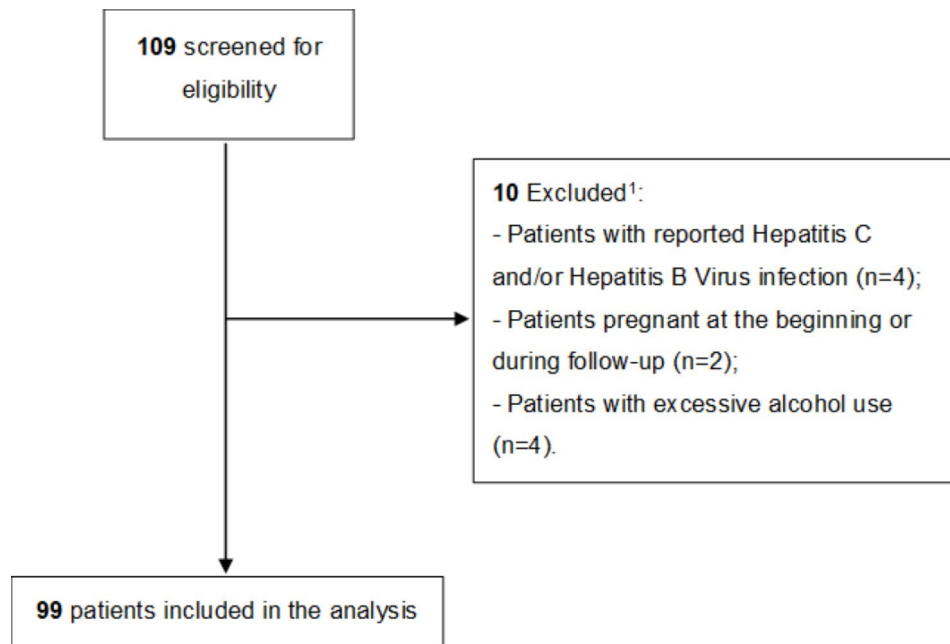 109 screened for
eligibility
10 Excluded¹:
- Patients with reported Hepatitis C
and/or Hepatitis B Virus infection (n=4);
- Patients pregnant at the beginning or
during follow-up (n=2);
- Patients with excessive alcohol use
(n=4).
99 patients included in the analysis